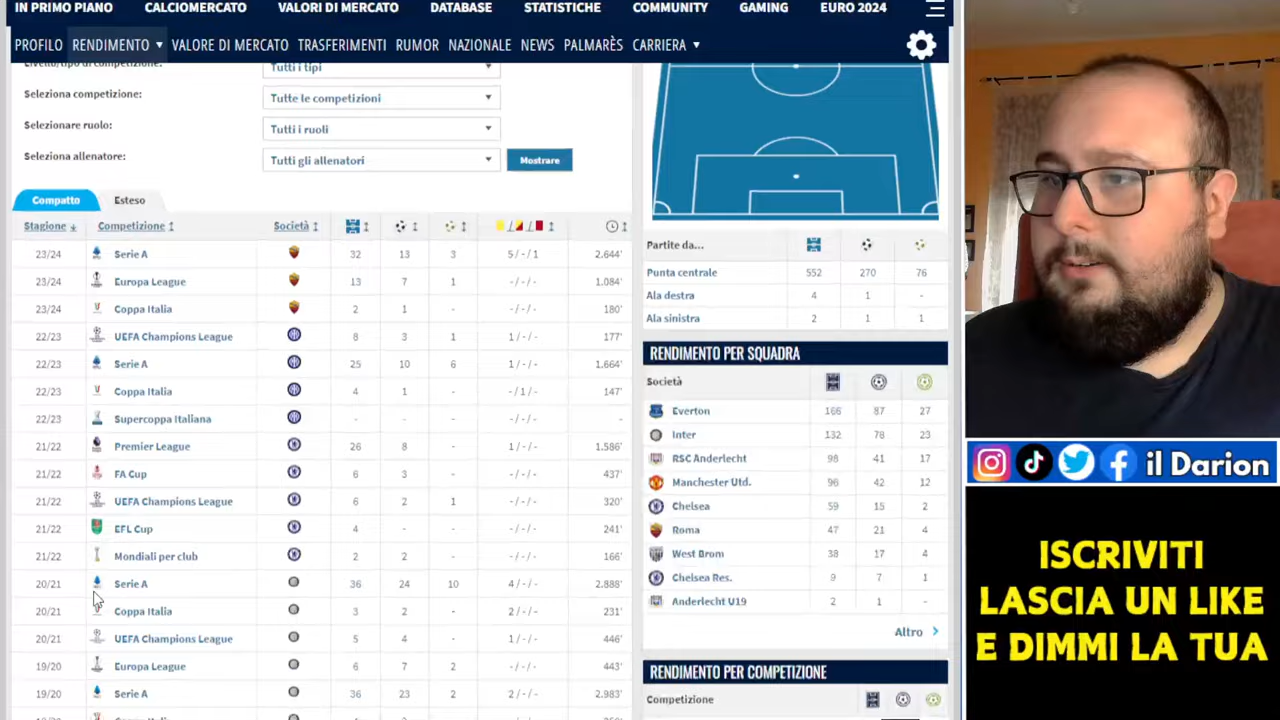 IN PRIMO PIANO CALCIOMERCATO VALORI DI MERCATO DATABASE STATISTICHE COMMUNITY GAMING EURO 2024
PROFILO RENDIMENTO VALORE DI MERCATO TRASFERIMENTI RUMOR NAZIONALE NEWS PALMARÈS CARRIERA
Livello/tipo di competizione: Tutti i tipi
Seleziona competizione: Tutte le competizioni
Selezionare ruolo: Tutti i ruoli
Seleziona allenatore: Tutti gli allenatori Mostrare
Compatto Esteso
Stagione Competizione Società
23/24 Serie A 32 13 3 5/-/1 2.644'
23/24 Europa League 13 7 1 -/-/- 1.084'
23/24 Coppa Italia 2 1 - -/-/- 180'
22/23 UEFA Champions League 8 3 1 1/-/- 177'
22/23 Serie A 25 10 6 1/-/- 1.664'
22/23 Coppa Italia 4 1 - -/1/- 147'
22/23 Supercoppa Italiana - - - -/-/- -
21/22 Premier League 26 8 - 1/-/- 1.586'
21/22 FA Cup 6 3 - -/-/- 437'
21/22 UEFA Champions League 6 2 1 -/-/- 320'
21/22 EFL Cup 4 - - -/-/- 241'
21/22 Mondiali per club 2 2 - -/-/- 166'
20/21 Serie A 36 24 10 4/-/- 2.888'
20/21 Coppa Italia 3 2 - 2/-/- 231'
20/21 UEFA Champions League 5 4 - 1/-/- 446'
19/20 Europa League 6 7 2 -/-/- 443'
19/20 Serie A 36 23 2 2/-/- 2.983'
Partite da...
Punta centrale 552 270 76
Ala destra 4 1 -
Ala sinistra 2 1 1
RENDIMENTO PER SQUADRA
Società
Everton 166 87 27
Inter 132 78 23
RSC Anderlecht 98 41 17
Manchester Utd. 96 42 12
Chelsea 59 15 2
Roma 47 21 4
West Brom 38 17 4
Chelsea Res. 9 7 1
Anderlecht U19 2 1 -
Altro
RENDIMENTO PER COMPETIZIONE
Competizione
il Darion
ISCRIVITI
LASCIA UN LIKE
E DIMMI LA TUA